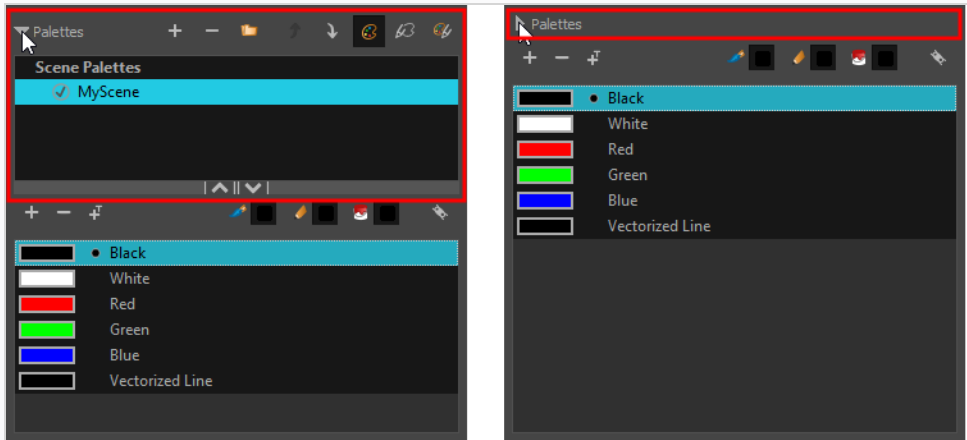 Palettes
Scene Palettes
MyScene
Black
White
Red
Green
Blue
Vectorized Line
Palettes
Black
White
Red
Green
Blue
Vectorized Line